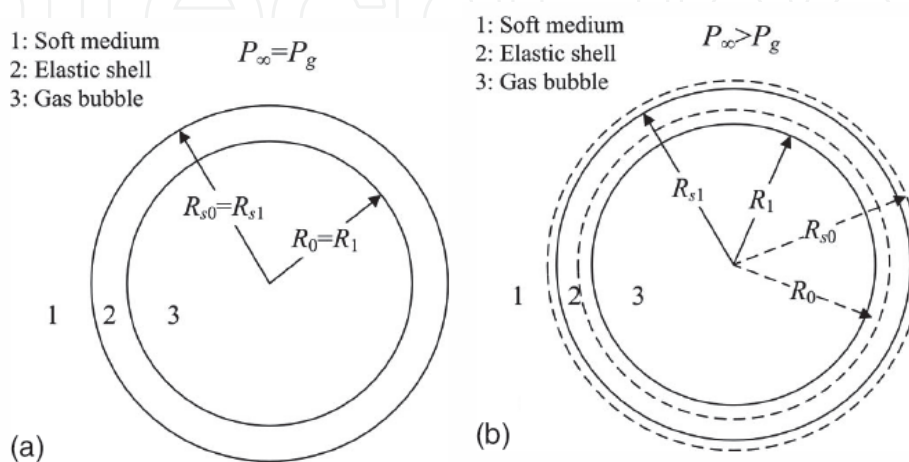 1: Soft medium
2: Elastic shell
3: Gas bubble
P∞=Pg
Rs0=Rs1
R0=R1
1
2
3
(a)
1: Soft medium
2: Elastic shell
3: Gas bubble
P∞>Pg
Rs1
R1
Rs0
R0
1
2
3
(b)